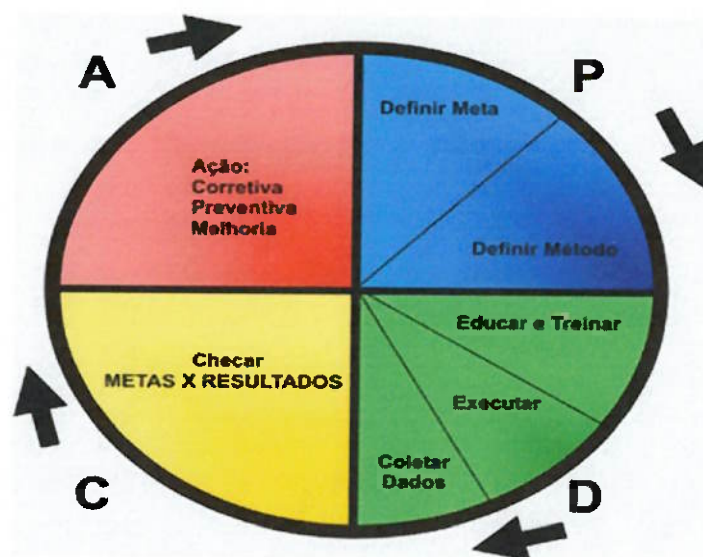 A
P
Definir Meta
Ação:
Corretiva
Preventiva
Melhoria
Definir Método
Educar e Treinar
Checar
METAS X RESULTADOS
Executar
Coletar
Dados
C
D